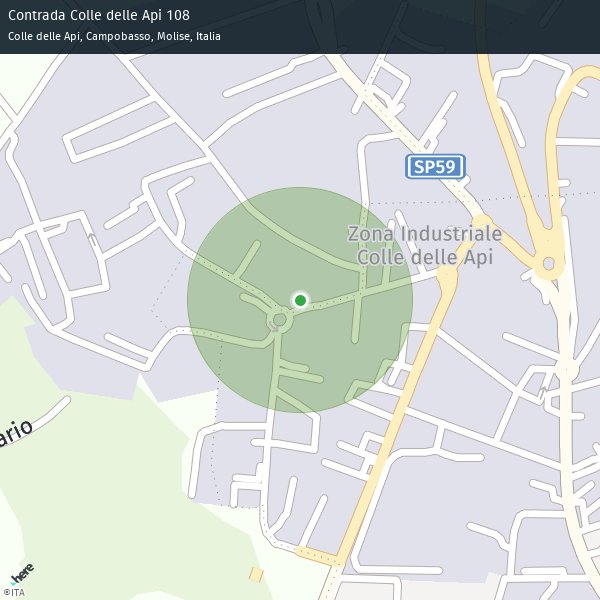 Contrada Colle delle Api 108
Colle delle Api, Campobasso, Molise, Italia
SP59
Zona Industriale
Colle delle Api
ario
here
©ITA